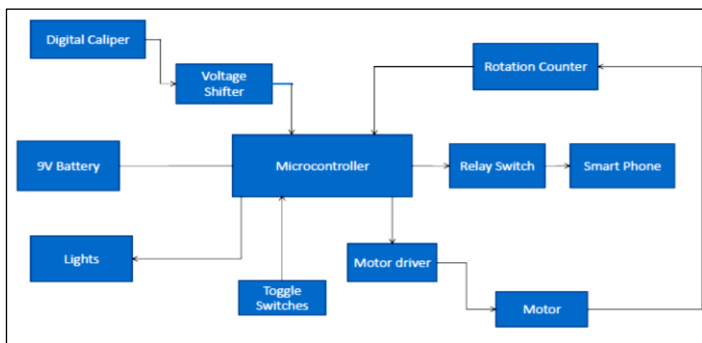 Digital Caliper
Voltage
Shifter
Rotation Counter
9V Battery
Microcontroller
Relay Switch
Smart Phone
Lights
Toggle
Switches
Motor driver
Motor